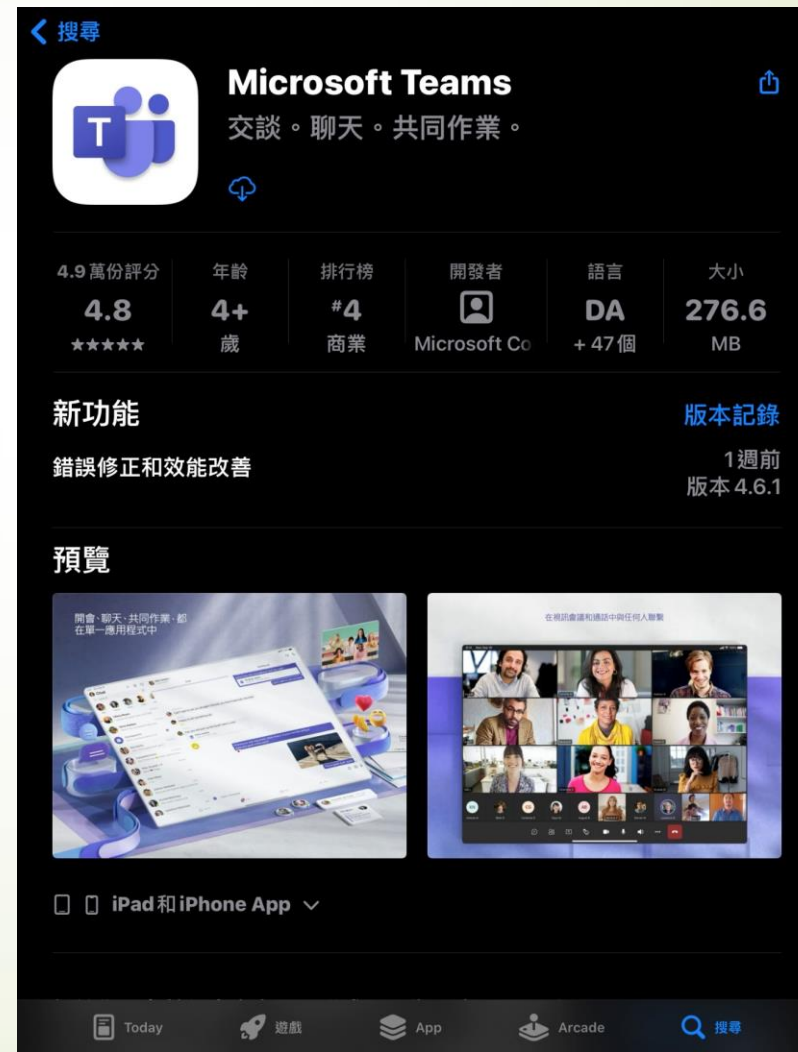 搜尋
Microsoft Teams
交談。聊天。共同作業。
4.9 萬份評分
4.8
年齡
4+
歲
排行榜
#4
商業
開發者
Microsoft Co
語言
DA
+ 47 個
大小
276.6
MB
新功能
版本記錄
錯誤修正和效能改善
1 週前
版本 4.6.1
預覽
開會、聊天、共同作業、都
在單一應用程式中
在視訊會議和通話中與任何人聯繫
iPad 和 iPhone App
Today
遊戲
App
Arcade
搜尋